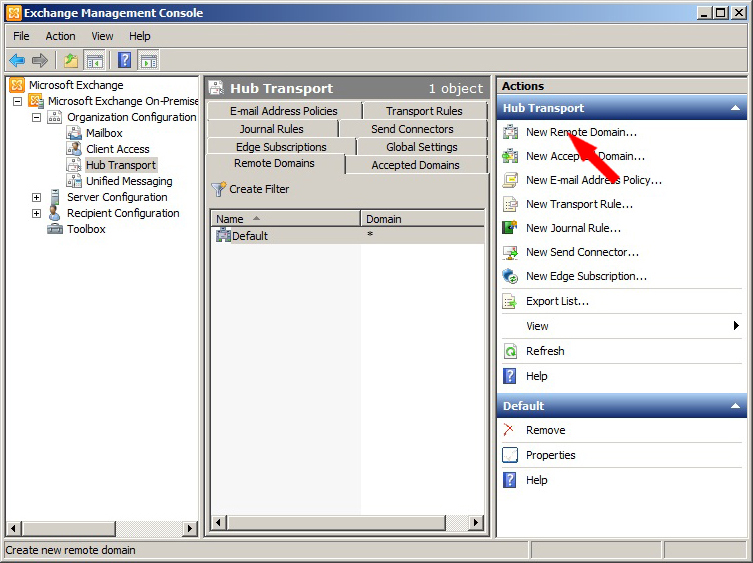 Exchange Management Console
File Action View Help
Microsoft Exchange
Microsoft Exchange On-Premise
Organization Configuration
Mailbox
Client Access
Hub Transport
Unified Messaging
Server Configuration
Recipient Configuration
Toolbox
Hub Transport 1 object
E-mail Address Policies Transport Rules
Journal Rules Send Connectors
Edge Subscriptions Global Settings
Remote Domains Accepted Domains
Create Filter
Name Domain
Default *
Actions
Hub Transport
New Remote Domain...
New Accepted Domain...
New E-mail Address Policy...
New Transport Rule...
New Journal Rule...
New Send Connector...
New Edge Subscription...
Export List...
View
Refresh
Help
Default
Remove
Properties
Help
Create new remote domain